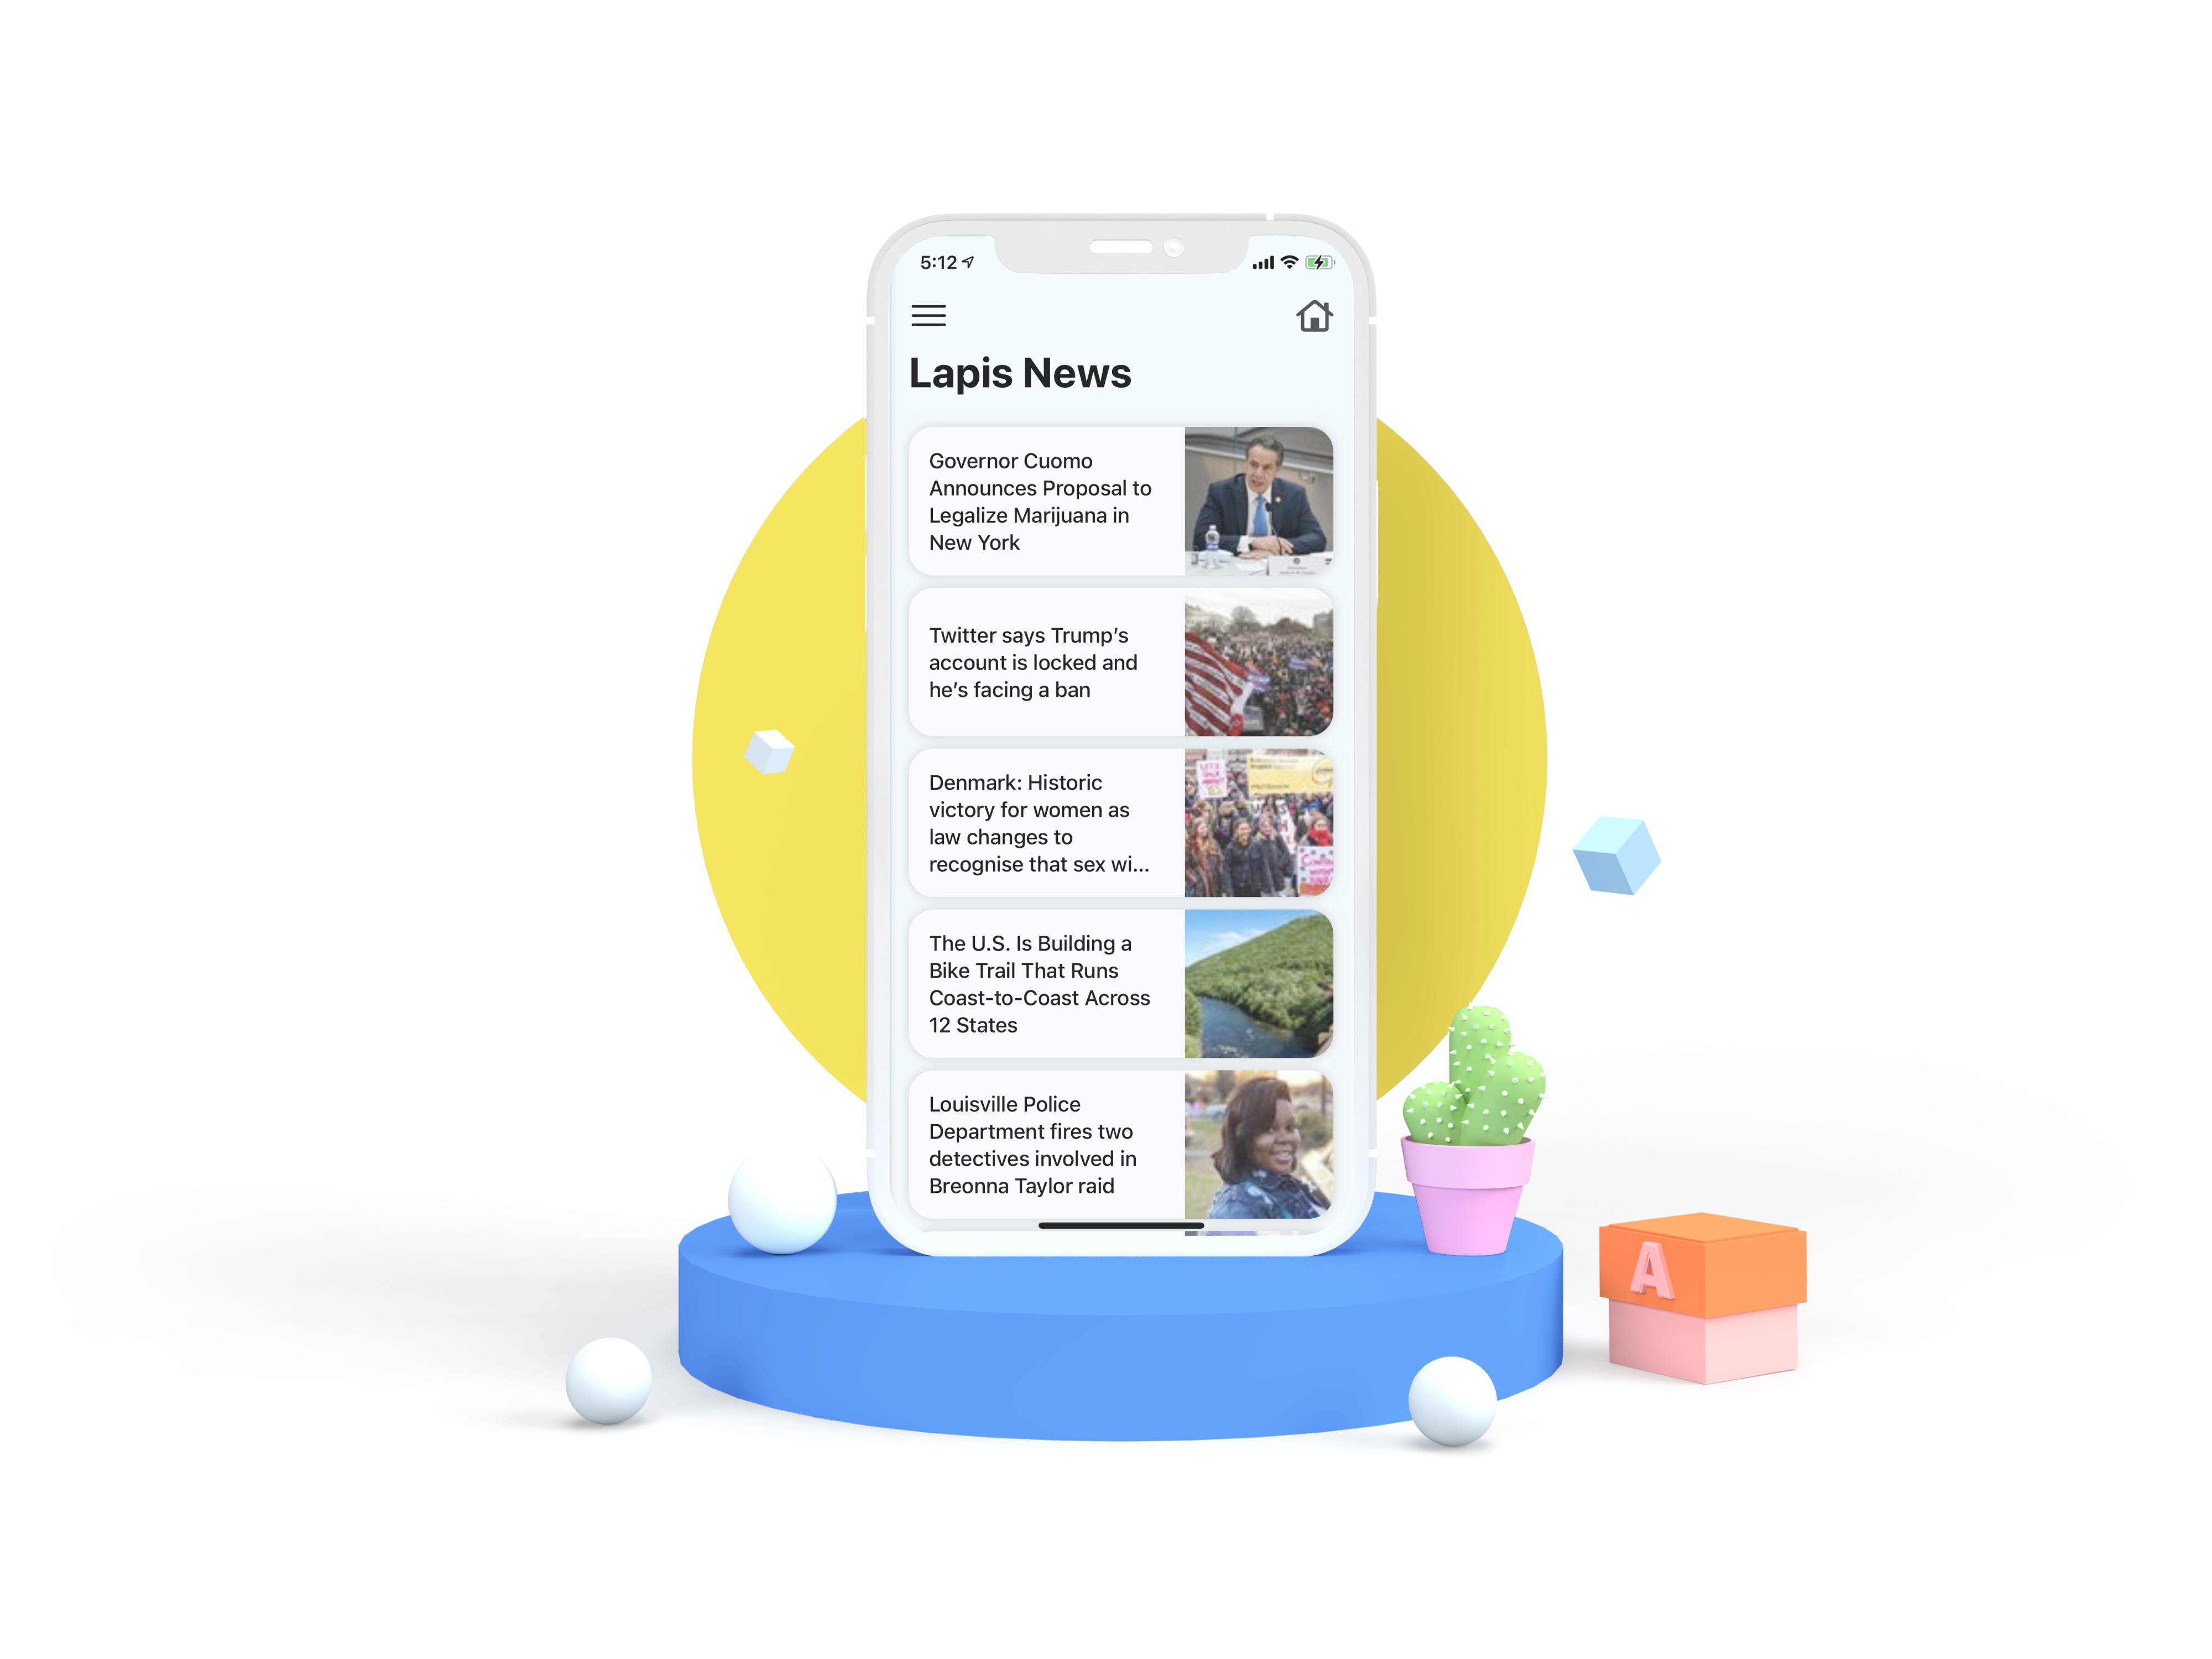 5:12
Lapis News
Governor Cuomo
Announces Proposal to
Legalize Marijuana in
New York
Twitter says Trump's
account is locked and
he's facing a ban
Denmark: Historic
victory for women as
law changes to
recognise that sex wi...
The U.S. Is Building a
Bike Trail That Runs
Coast-to-Coast Across
12 States
Louisville Police
Department fires two
detectives involved in
Breonna Taylor raid
A